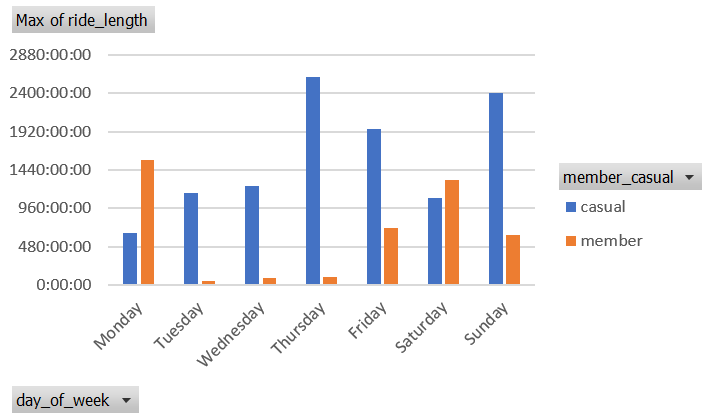 Max of ride_length
2880:00:00
2400:00:00
1920:00:00
1440:00:00
960:00:00
480:00:00
0:00:00
Monday
Tuesday
Wednesday
Thursday
Friday
Saturday
Sunday
member_casual
casual
member
day_of_week